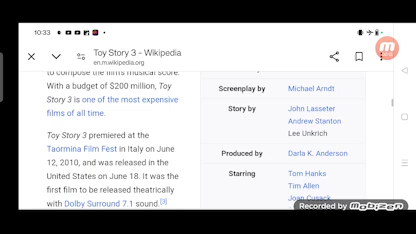 10:33
Toy Story 3 - Wikipedia
en.m.wikipedia.org
to compose the film's musical score.
With a budget of $200 million, Toy
Story 3 is one of the most expensive
films of all time.
Toy Story 3 premiered at the
Taormina Film Fest in Italy on June
12, 2010, and was released in the
United States on June 18. It was the
first film to be released theatrically
with Dolby Surround 7.1 sound.[3]
Screenplay by Michael Arndt
Story by John Lasseter
Andrew Stanton
Lee Unkrich
Produced by Darla K. Anderson
Starring Tom Hanks
Tim Allen
Joan Cusack
Recorded by Mobizen